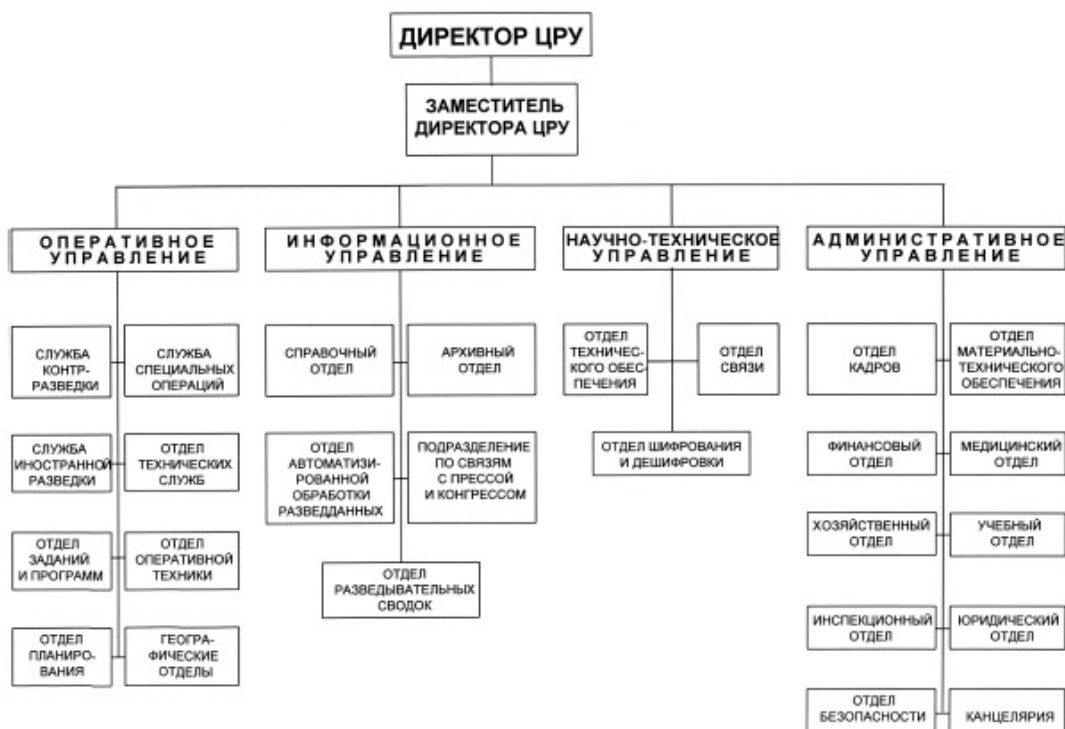 ДИРЕКТОР ЦРУ
ЗАМЕСТИТЕЛЬ
ДИРЕКТОРА ЦРУ
ОПЕРАТИВНОЕ
УПРАВЛЕНИЕ
ИНФОРМАЦИОННОЕ
УПРАВЛЕНИЕ
НАУЧНО-ТЕХНИЧЕСКОЕ
УПРАВЛЕНИЕ
АДМИНИСТРАТИВНОЕ
УПРАВЛЕНИЕ
СЛУЖБА
КОНТР-
РАЗВЕДКИ
СЛУЖБА
СПЕЦИАЛЬНЫХ
ОПЕРАЦИЙ
СЛУЖБА
ИНОСТРАННОЙ
РАЗВЕДКИ
ОТДЕЛ
ТЕХНИЧЕСКИХ
СЛУЖБ
ОТДЕЛ
ЗАДАНИЙ
И ПРОГРАММ
ОТДЕЛ
ОПЕРАТИВНОЙ
ТЕХНИКИ
ОТДЕЛ
ПЛАНИРО-
ВАНИЯ
ГЕОГРА-
ФИЧЕСКИЕ
ОТДЕЛЫ
СПРАВОЧНЫЙ
ОТДЕЛ
АРХИВНЫЙ
ОТДЕЛ
ОТДЕЛ
АВТОМАТИЗИ-
РОВАННОЙ
ОБРАБОТКИ
РАЗВЕДДАННЫХ
ПОДРАЗДЕЛЕНИЕ
ПО СВЯЗЯМ
С ПРЕССОЙ
И КОНГРЕССОМ
ОТДЕЛ
РАЗВЕДЫВАТЕЛЬНЫХ
СВОДОК
ОТДЕЛ
ТЕХНИЧЕС-
КОГО ОБЕС-
ПЕЧЕНИЯ
ОТДЕЛ
СВЯЗИ
ОТДЕЛ ШИФРОВАНИЯ
И ДЕШИФРОВКИ
ОТДЕЛ
КАДРОВ
ОТДЕЛ
МАТЕРИАЛЬНО-
ТЕХНИЧЕСКОГО
ОБЕСПЕЧЕНИЯ
ФИНАНСОВЫЙ
ОТДЕЛ
МЕДИЦИНСКИЙ
ОТДЕЛ
ХОЗЯЙСТВЕННЫЙ
ОТДЕЛ
УЧЕБНЫЙ
ОТДЕЛ
ИНСПЕКЦИОННЫЙ
ОТДЕЛ
ЮРИДИЧЕСКИЙ
ОТДЕЛ
ОТДЕЛ
БЕЗОПАСНОСТИ
КАНЦЕЛЯРИЯ